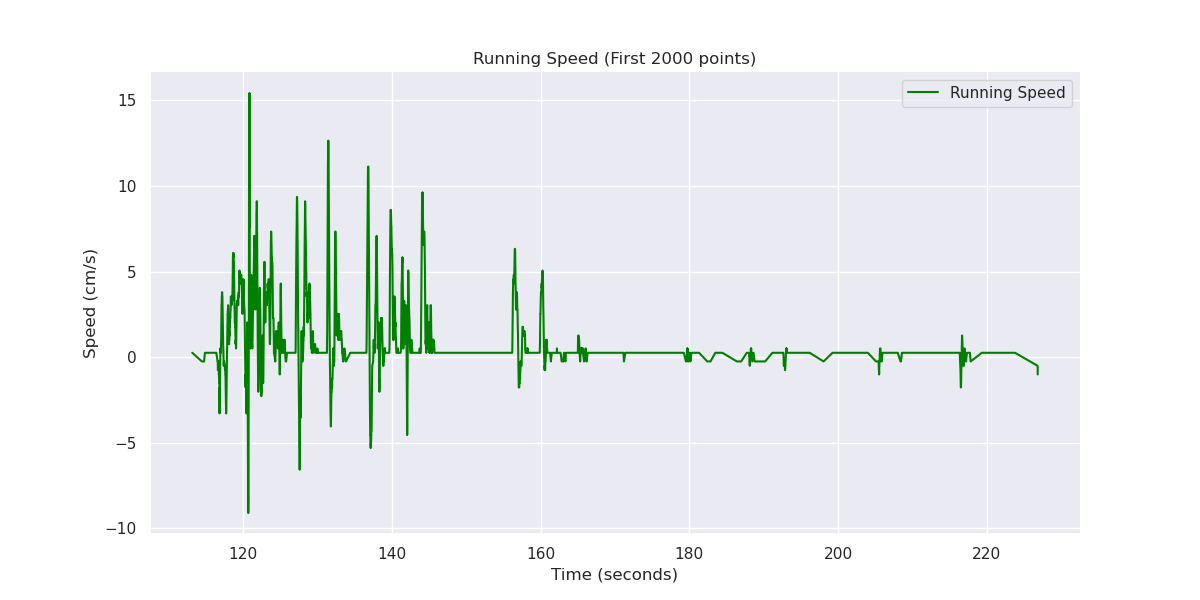 Running Speed (First 2000 points)
Running Speed
15
10
5
0
−5
−10
Speed (cm/s)
120 140 160 180 200 220
Time (seconds)